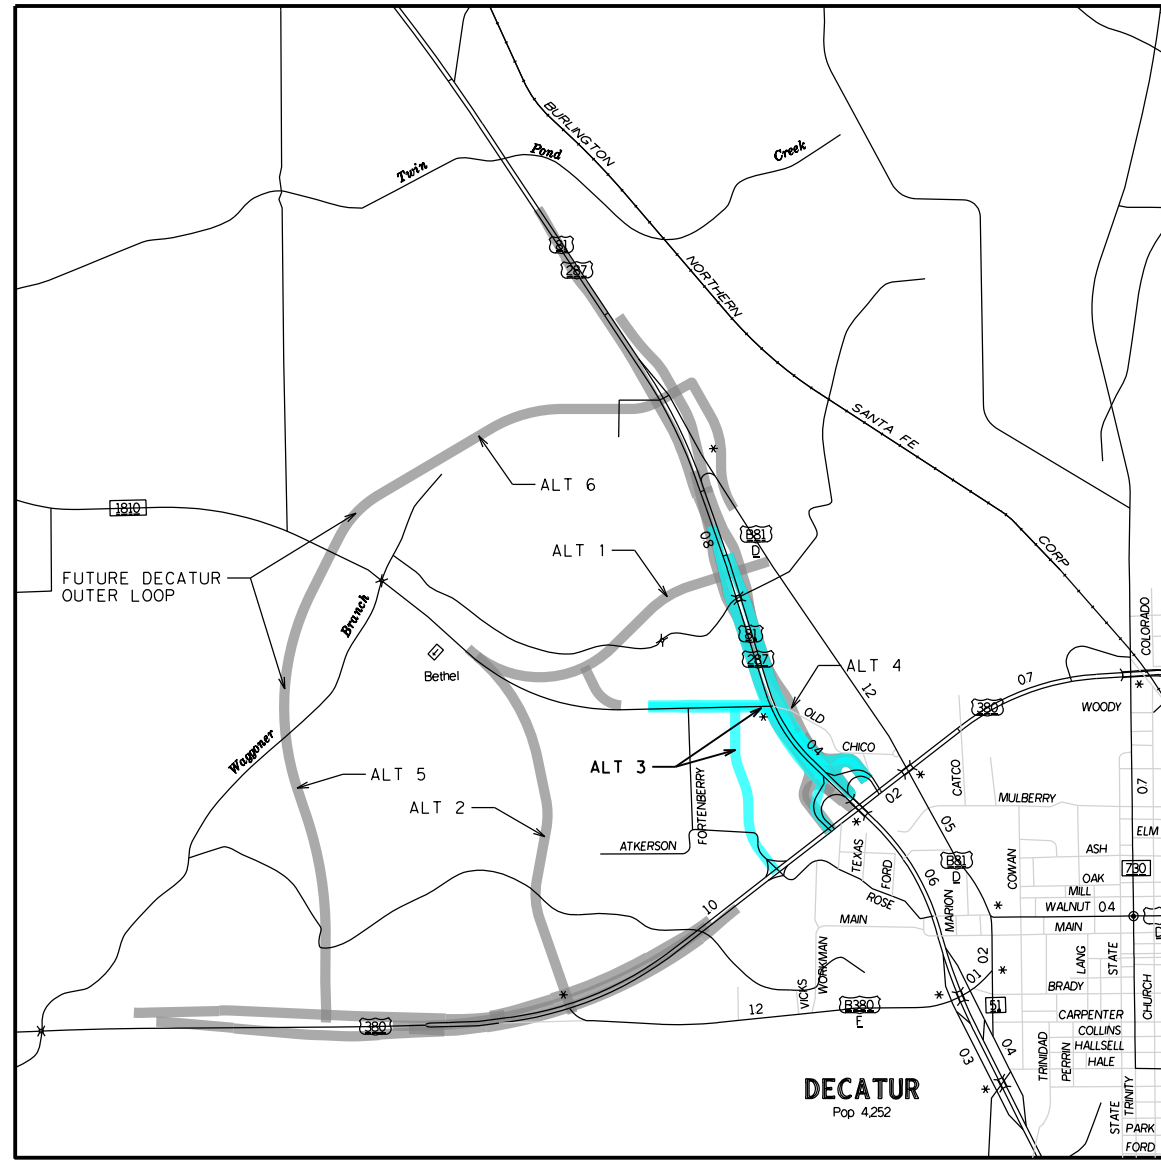 BURLINGTON
Twin
Pond
Creek
81
287
NORTHERN
SANTA FE
CORP
ALT 6
1810
ALT 1
08
B81
D
FUTURE DECATUR
OUTER LOOP
Branch
Bethel
81
287
ALT 4
12
COLORADO
07
380
WOODY
OLD
CHICO
04
Waggoner
ALT 5
ALT 3
ALT 2
FORTENBERRY
ATKERSON
02
CATCO
MULBERRY
07
05
ELM
TEXAS
FORD
B81
D
COWAN
ASH
OAK
730
MILL
WALNUT 04
06
ROSE
MARION
MAIN
MAIN
10
WORKMAN
VICKS
LANG
STATE
02
01
BRADY
CHURCH
12
B380
F
51
CARPENTER
COLLINS
HALLSELL
HALE
380
03
04
TRINIDAD
PERRIN
DECATUR
Pop 4,252
STATE
TRINITY
PARK
FORD